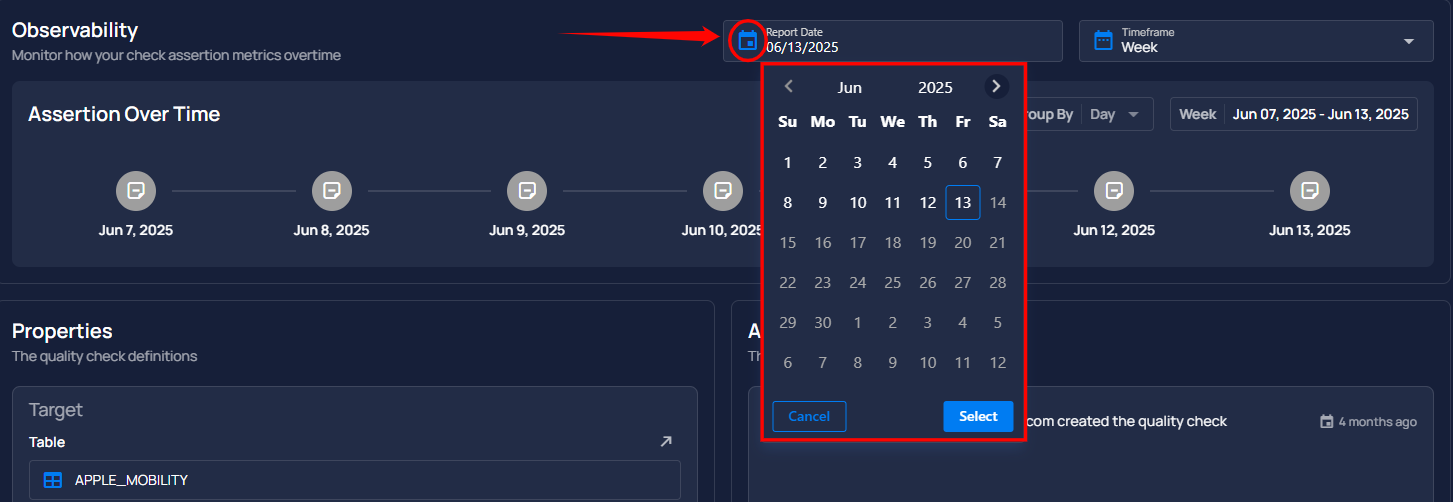 Observability
Monitor how your check assertion metrics overtime
Report Date
06/13/2025
Timeframe
Week
Assertion Over Time
roup By Day
Week Jun 07, 2025 - Jun 13, 2025
Jun 7, 2025
Jun 8, 2025
Jun 9, 2025
Jun 10, 2025
Jun 12, 2025
Jun 13, 2025
Jun 2025
Su Mo Tu We Th Fr Sa
1 2 3 4 5 6 7
8 9 10 11 12 13 14
15 16 17 18 19 20 21
22 23 24 25 26 27 28
29 30 1 2 3 4 5
6 7 8 9 10 11 12
Cancel Select
Properties
The quality check definitions
Target
Table
APPLE_MOBILITY
A
Th
com created the quality check
4 months ago